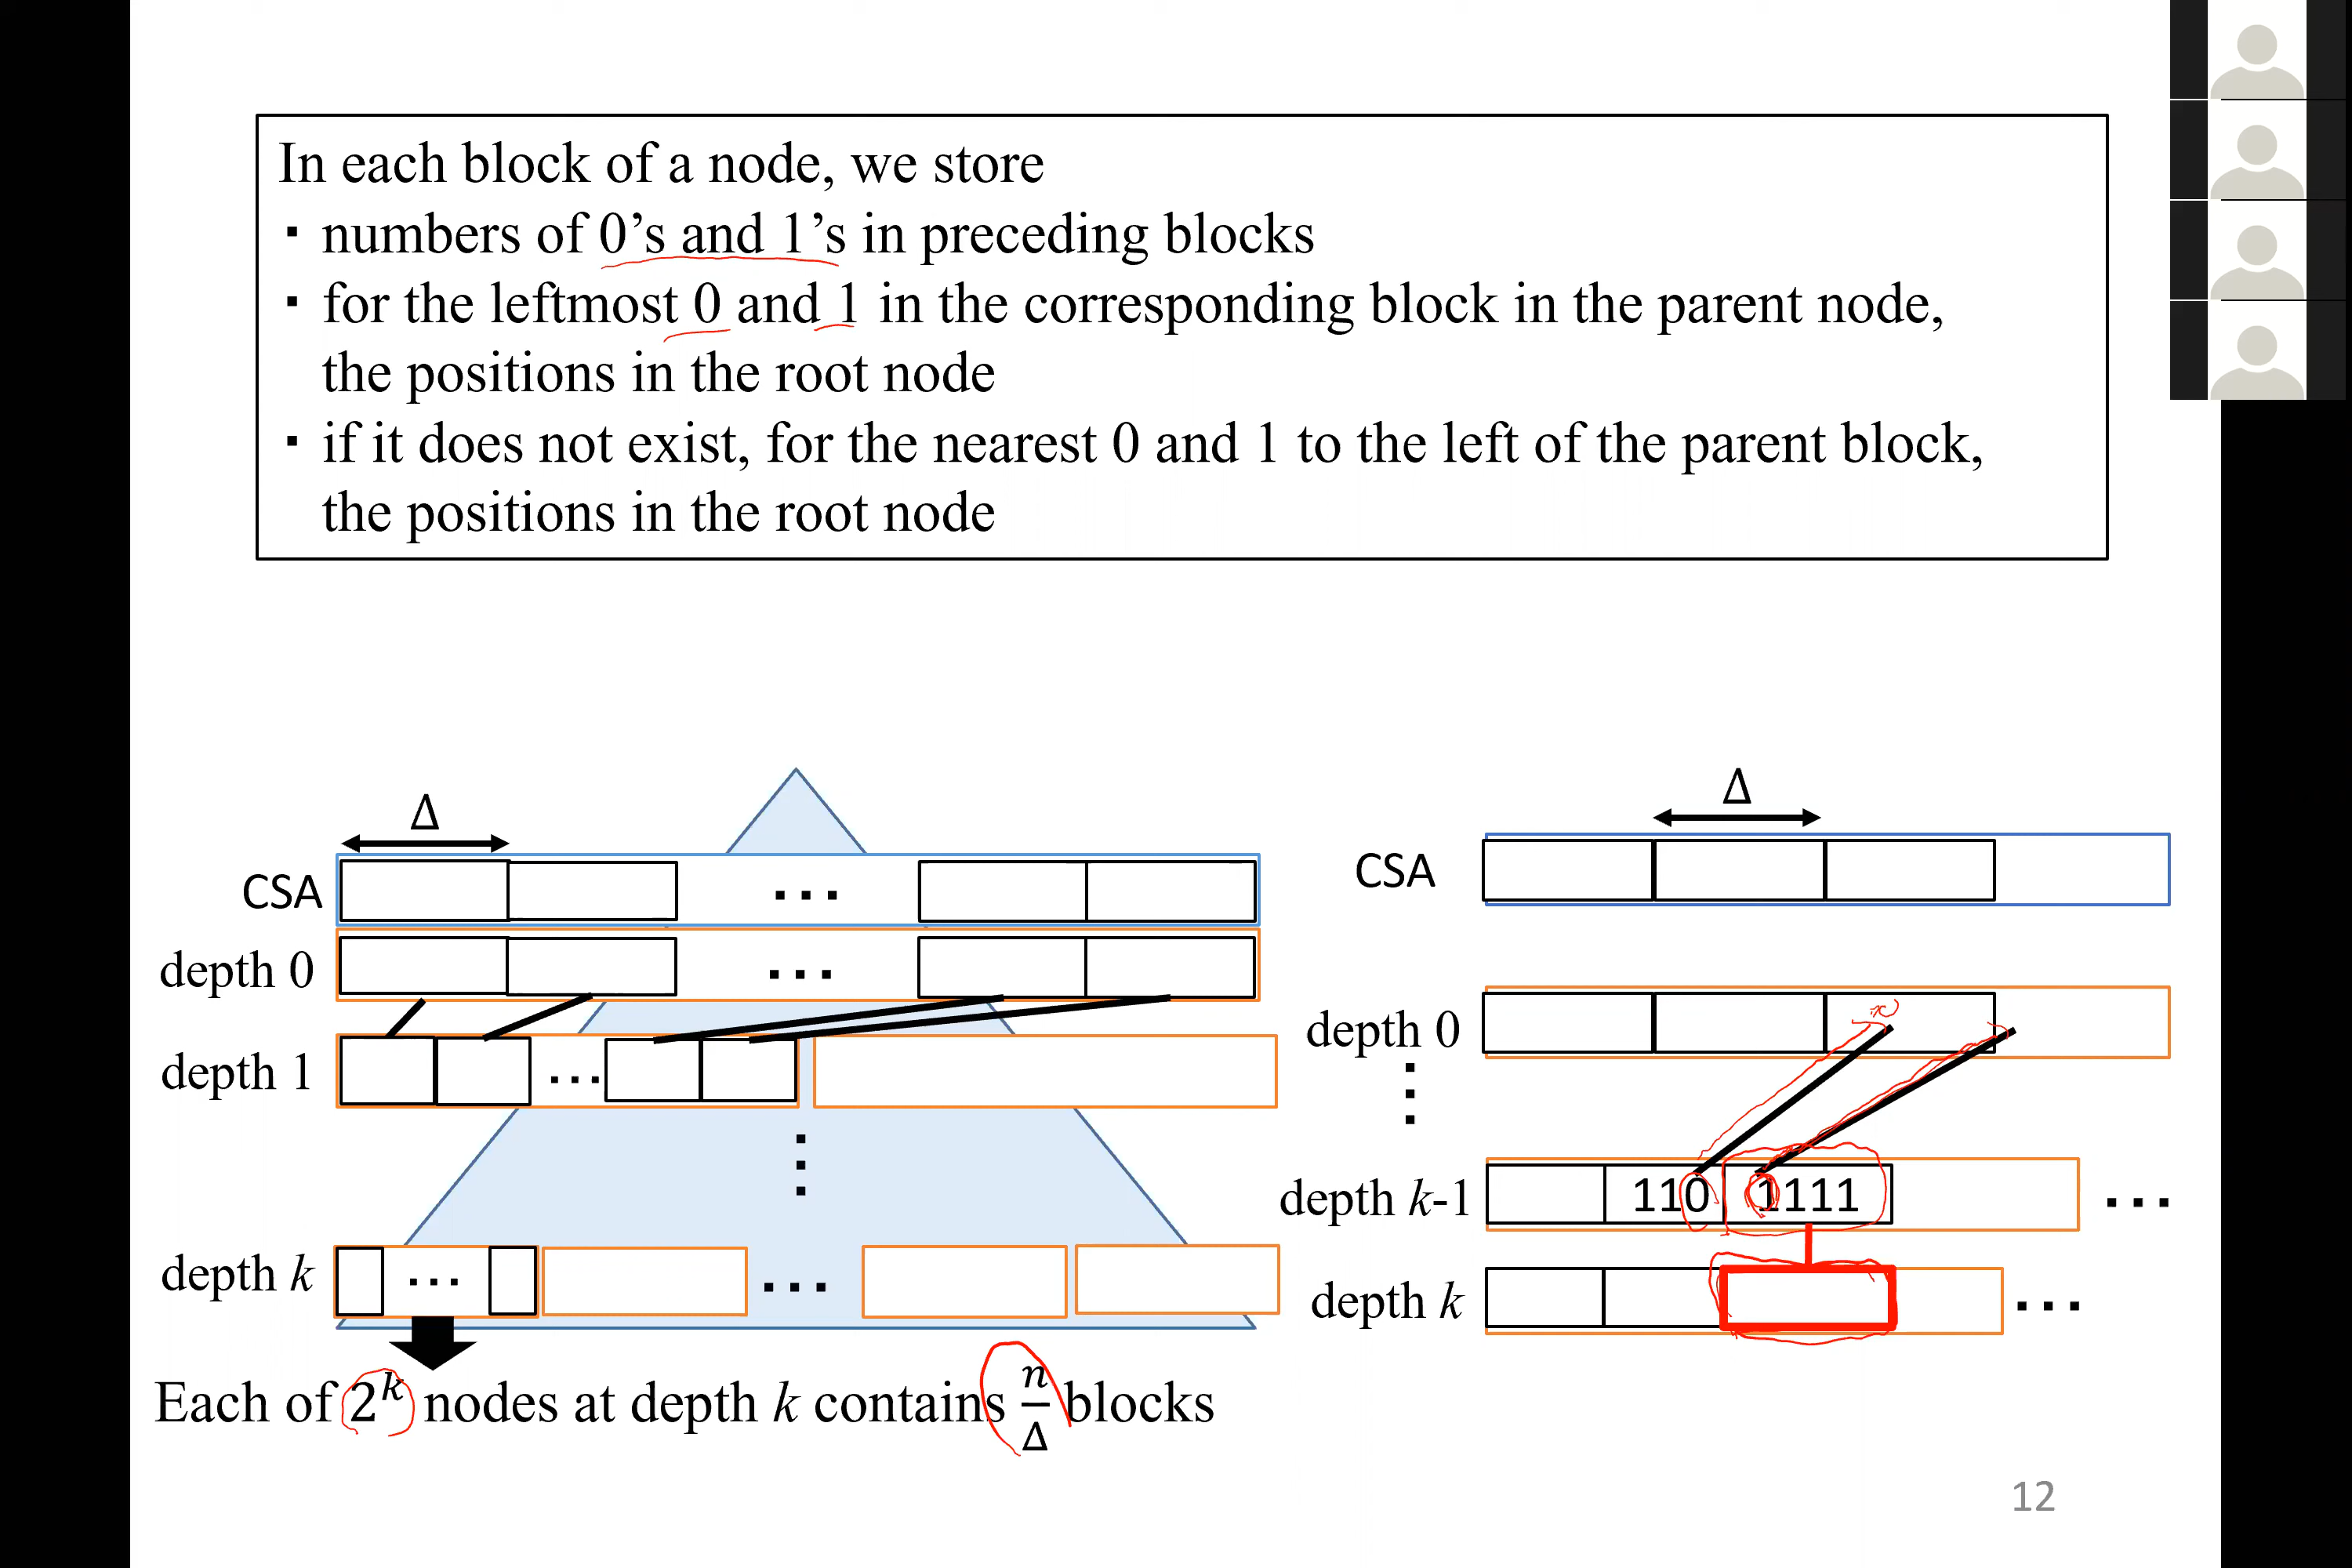 In each block of a node, we store
▪ numbers of 0’s and 1’s in preceding blocks
▪ for the leftmost 0 and 1 in the corresponding block in the parent node,
the positions in the root node
▪ if it does not exist, for the nearest 0 and 1 to the left of the parent block,
the positions in the root node
Δ
CSA
...
depth 0
...
depth 1
...
⋮
depth k
...
...
Each of 2^k nodes at depth k contains n/Δ blocks
Δ
CSA
depth 0
⋮
depth k-1
110
1111
...
depth k
...
12